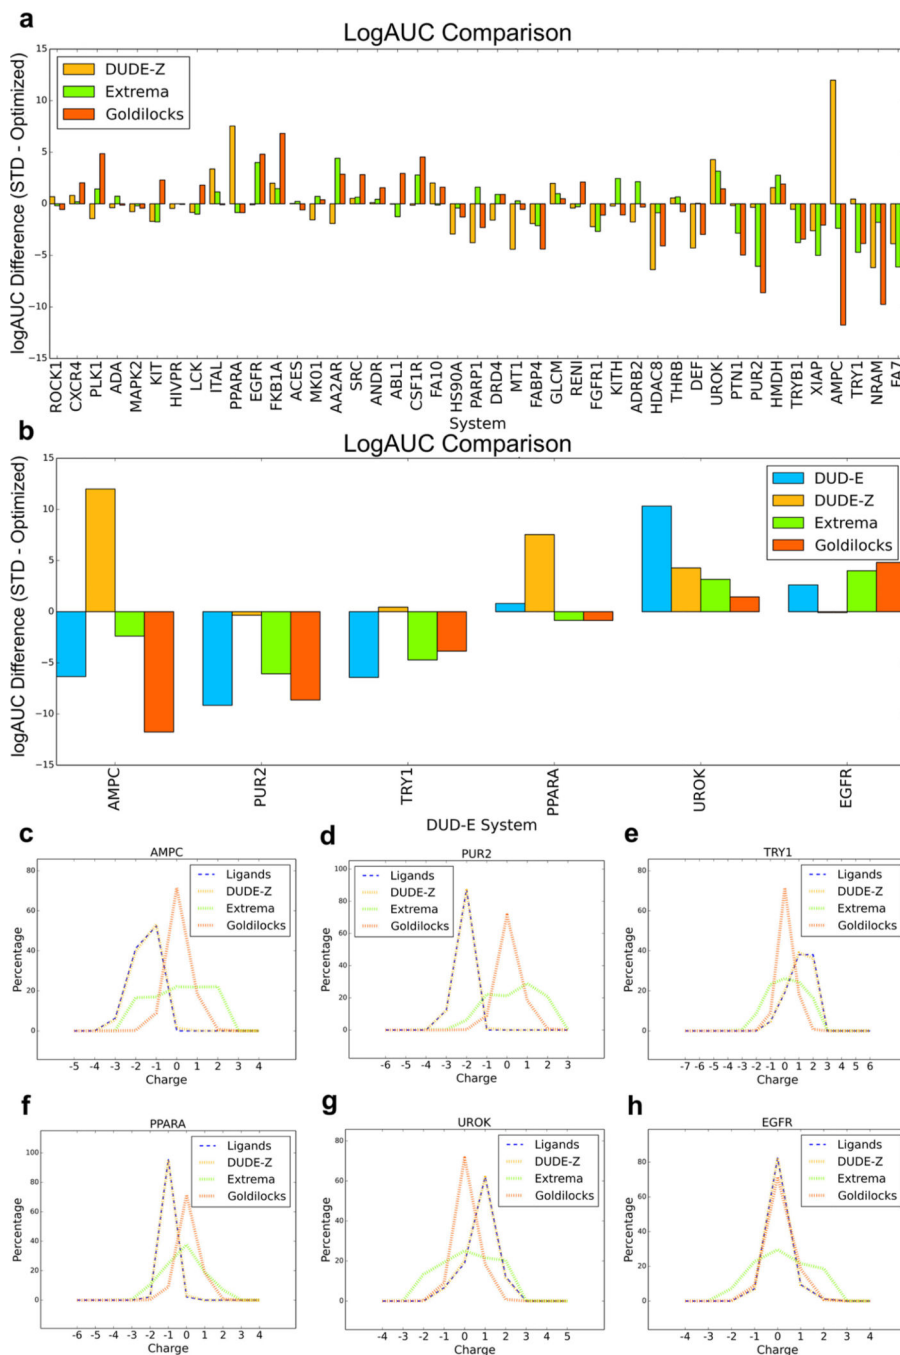 a
LogAUC Comparison
logAUC Difference (STD - Optimized)
15
10
5
0
−5
−10
−15
DUDE-Z
Extrema
Goldilocks
ROCK1
CXCR4
PLK1
ADA
MAPK2
KIT
HIVPR
LCK
ITAL
PPARA
EGFR
FKB1A
ACES
MK01
AA2AR
SRC
ANDR
ABL1
CSF1R
FA10
HS90A
PARP1
DRD4
MT1
FABP4
GLCM
RENI
FGFR1
KITH
ADRB2
HDAC8
THRB
DEF
UROK
PTN1
PUR2
HMDH
TRYB1
XIAP
AMPC
TRY1
NRAM
FA7
System
b
LogAUC Comparison
logAUC Difference (STD - Optimized)
15
10
5
0
−5
−10
−15
DUD-E
DUDE-Z
Extrema
Goldilocks
AMPC
PUR2
TRY1
PPARA
UROK
EGFR
DUD-E System
c
AMPC
Percentage
80
60
40
20
0
Ligands
DUDE-Z
Extrema
Goldilocks
-5 -4 -3 -2 -1 0 1 2 3 4
Charge
d
PUR2
Percentage
100
80
60
40
20
0
Ligands
DUDE-Z
Extrema
Goldilocks
-6 -5 -4 -3 -2 -1 0 1 2 3
Charge
e
TRY1
Percentage
80
60
40
20
0
Ligands
DUDE-Z
Extrema
Goldilocks
-7 -6 -5 -4 -3 -2 -1 0 1 2 3 4 5 6
Charge
f
PPARA
Percentage
100
80
60
40
20
0
Ligands
DUDE-Z
Extrema
Goldilocks
-6 -5 -4 -3 -2 -1 0 1 2 3 4
Charge
g
UROK
Percentage
80
60
40
20
0
Ligands
DUDE-Z
Extrema
Goldilocks
-4 -3 -2 -1 0 1 2 3 4 5
Charge
h
EGFR
Percentage
100
80
60
40
20
0
Ligands
DUDE-Z
Extrema
Goldilocks
-4 -3 -2 -1 0 1 2 3 4
Charge